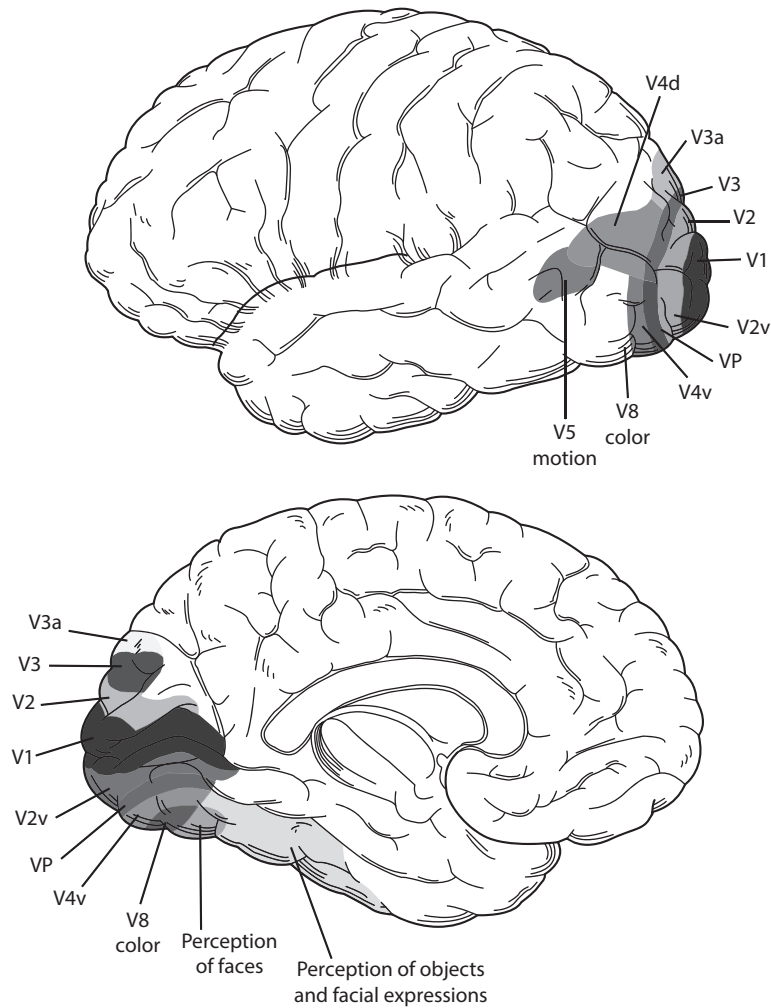 V4d
V3a
V3
V2
V1
V2v
VP
V4v
V8
color
V5
motion
V3a
V3
V2
V1
V2v
VP
V4v
V8
color
Perception
of faces
Perception of objects
and facial expressions